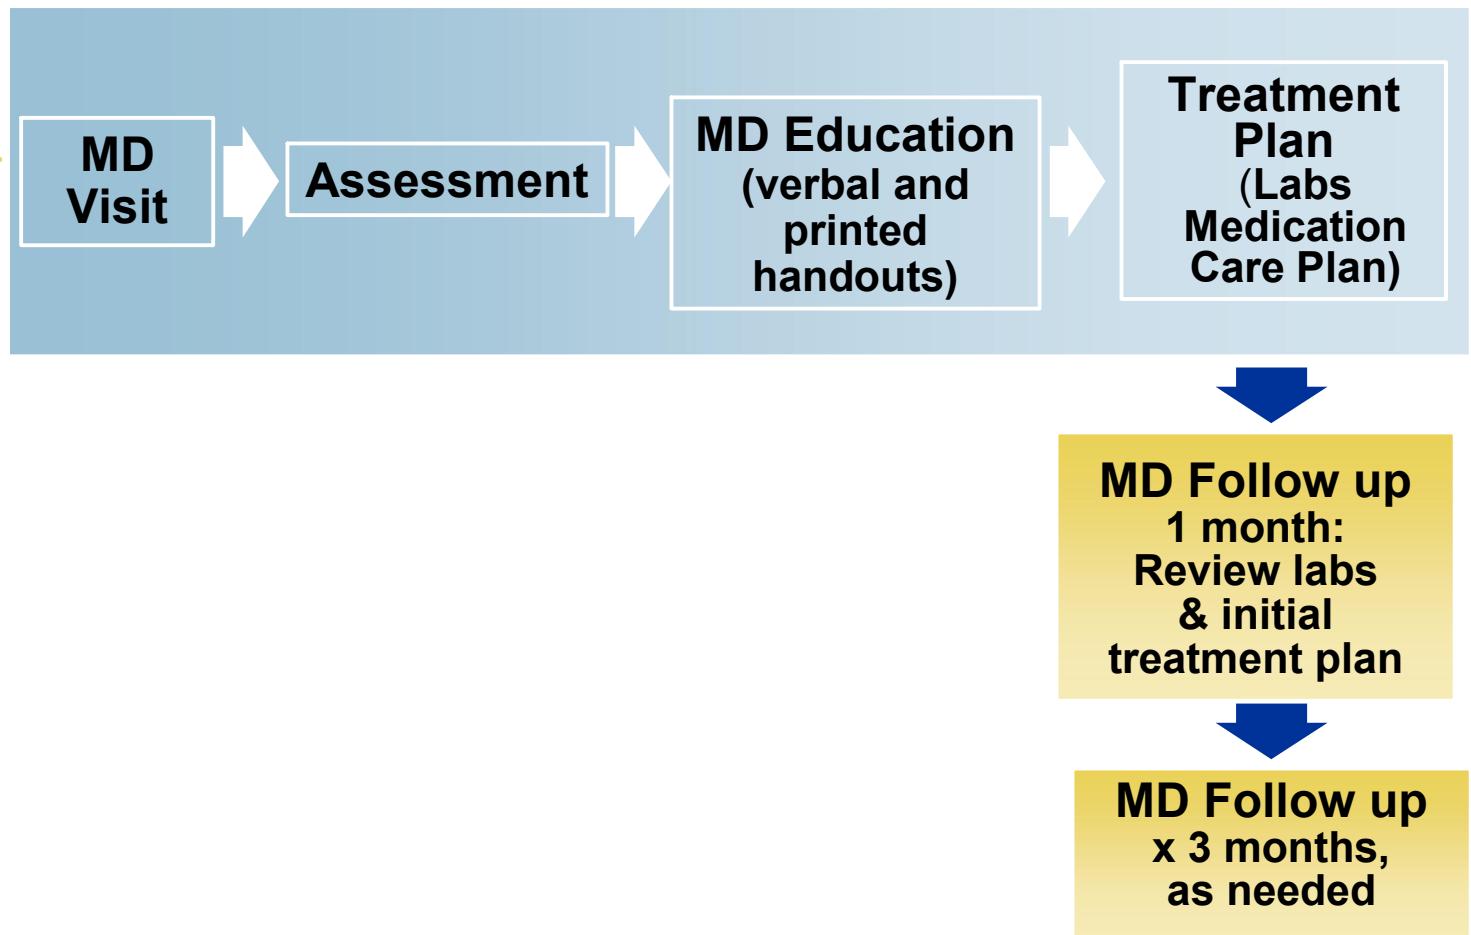 MD
Visit
Assessment
MD Education
(verbal and
printed
handouts)
Treatment
Plan
(Labs
Medication
Care Plan)
MD Follow up
1 month:
Review labs
& initial
treatment plan
MD Follow up
x 3 months,
as needed